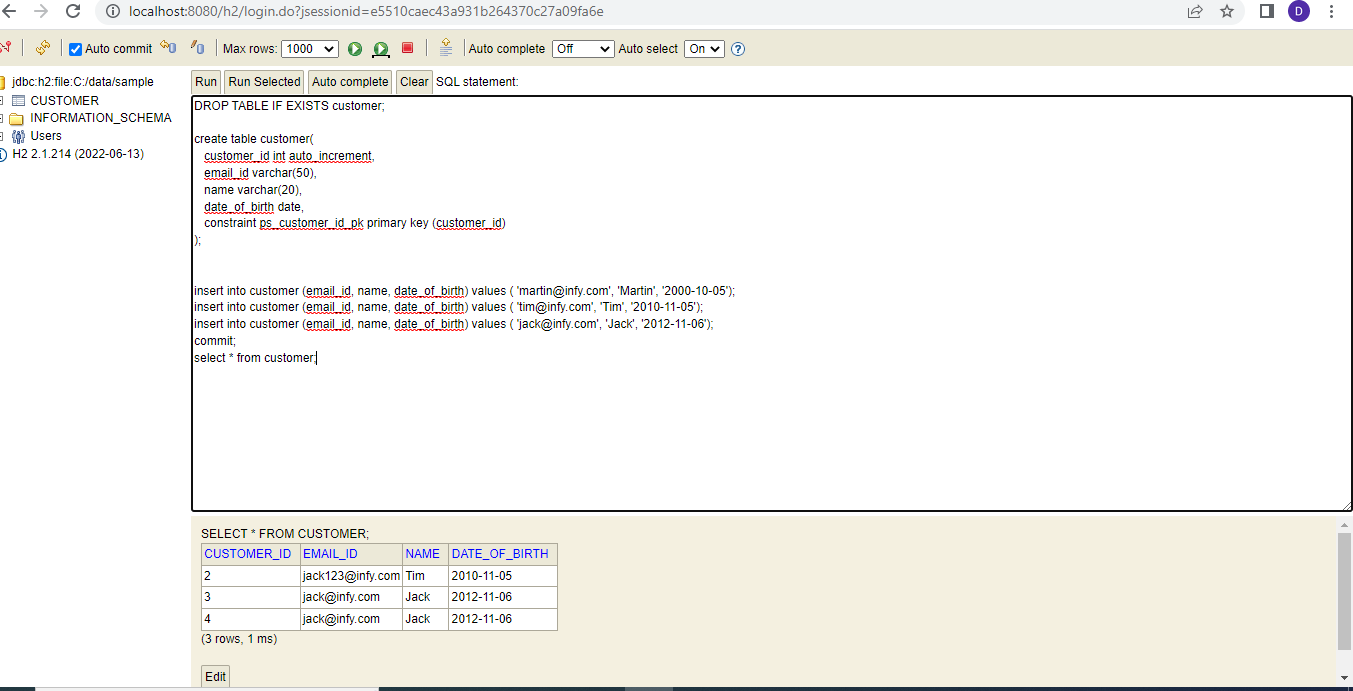 localhost:8080/h2/login.do?jsessionid=e5510caec43a931b264370c27a09fa6e
D
Auto commit Max rows: 1000 Auto complete Off Auto select On ?
jdbc:h2:file:C:/data/sample
CUSTOMER
INFORMATION_SCHEMA
Users
H2 2.1.214 (2022-06-13)
Run Run Selected Auto complete Clear SQL statement:
DROP TABLE IF EXISTS customer;
create table customer(
customer_id int auto_increment,
email_id varchar(50),
name varchar(20),
date_of_birth date,
constraint ps_customer_id_pk primary key (customer_id)
);
insert into customer (email_id, name, date_of_birth) values ( 'martin@infy.com', 'Martin', '2000-10-05');
insert into customer (email_id, name, date_of_birth) values ( 'tim@infy.com', 'Tim', '2010-11-05');
insert into customer (email_id, name, date_of_birth) values ( 'jack@infy.com', 'Jack', '2012-11-06');
commit;
select * from customer;
SELECT * FROM CUSTOMER;
CUSTOMER_ID EMAIL_ID NAME DATE_OF_BIRTH
2 jack123@infy.com Tim 2010-11-05
3 jack@infy.com Jack 2012-11-06
4 jack@infy.com Jack 2012-11-06
(3 rows, 1 ms)
Edit